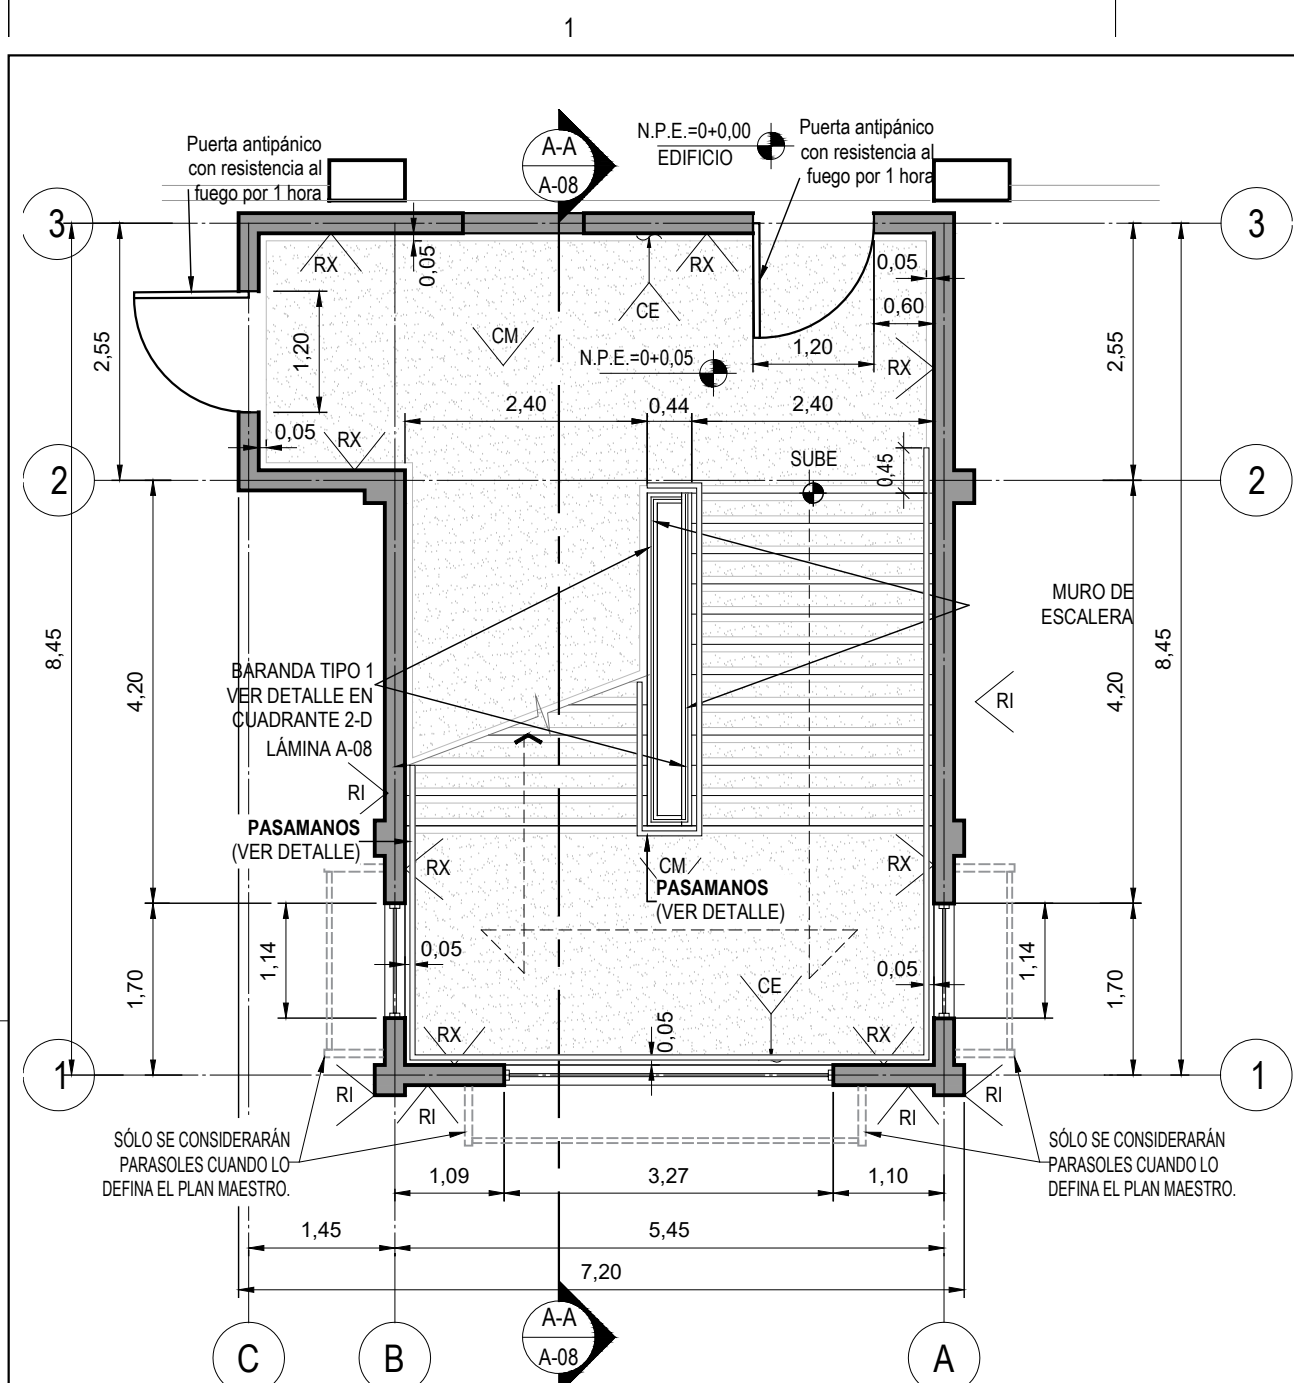 1
Puerta antipánico
con resistencia al
fuego por 1 hora
A-A
A-08
N.P.E.=0+0,00
EDIFICIO
Puerta antipánico
con resistencia al
fuego por 1 hora
3
3
RX
0,05
RX
CE
0,05
0,60
2,55
1,20
CM
N.P.E.=0+0,05
1,20
RX
2,55
2,40
0,44
2,40
0,05
RX
SUBE
0,45
2
2
MURO DE
ESCALERA
8,45
4,20
BARANDA TIPO 1
VER DETALLE EN
CUADRANTE 2-D
LÁMINA A-08
RI
4,20
8,45
RI
PASAMANOS
(VER DETALLE)
RX
CM
PASAMANOS
(VER DETALLE)
RX
1,70
1,14
0,05
CE
0,05
1,14
1,70
RX
0,05
RX
1
1
RI
RI
RI
RI
SÓLO SE CONSIDERARÁN
PARASOLES CUANDO LO
DEFINA EL PLAN MAESTRO.
SÓLO SE CONSIDERARÁN
PARASOLES CUANDO LO
DEFINA EL PLAN MAESTRO.
1,09
3,27
1,10
1,45
5,45
7,20
A-A
A-08
C
B
A